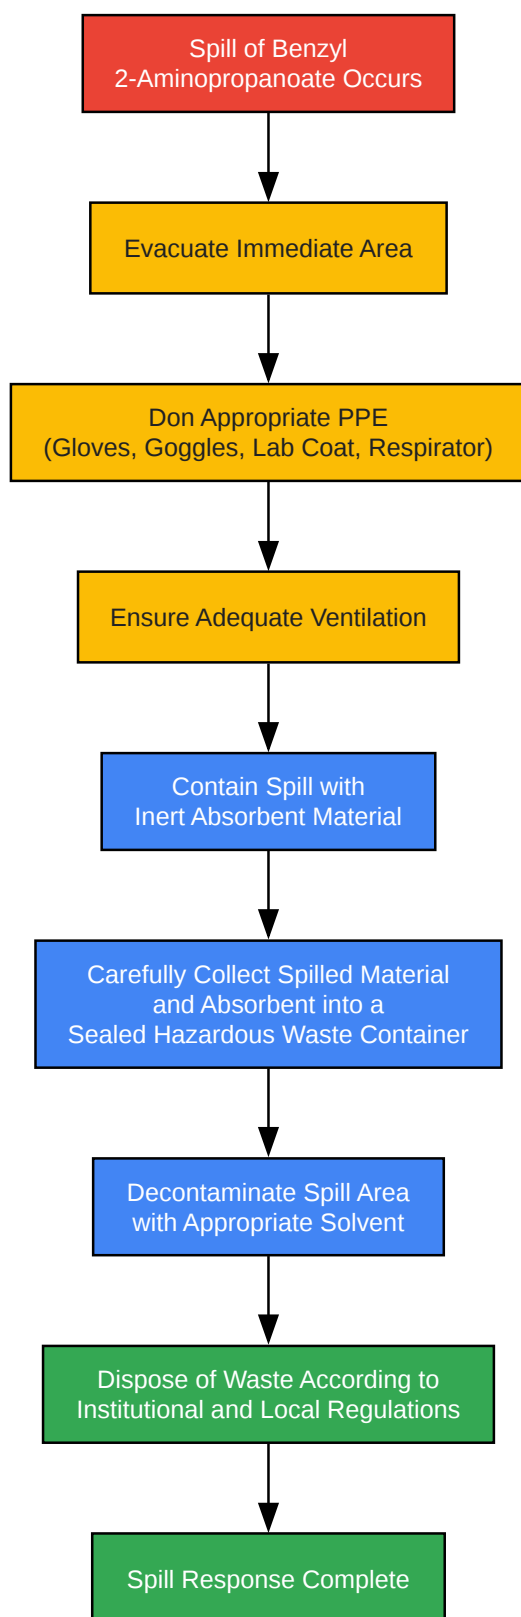 Spill of Benzyl
2-Aminopropanoate Occurs
Evacuate Immediate Area
Don Appropriate PPE
(Gloves, Goggles, Lab Coat, Respirator)
Ensure Adequate Ventilation
Contain Spill with
Inert Absorbent Material
Carefully Collect Spilled Material
and Absorbent into a
Sealed Hazardous Waste Container
Decontaminate Spill Area
with Appropriate Solvent
Dispose of Waste According to
Institutional and Local Regulations
Spill Response Complete